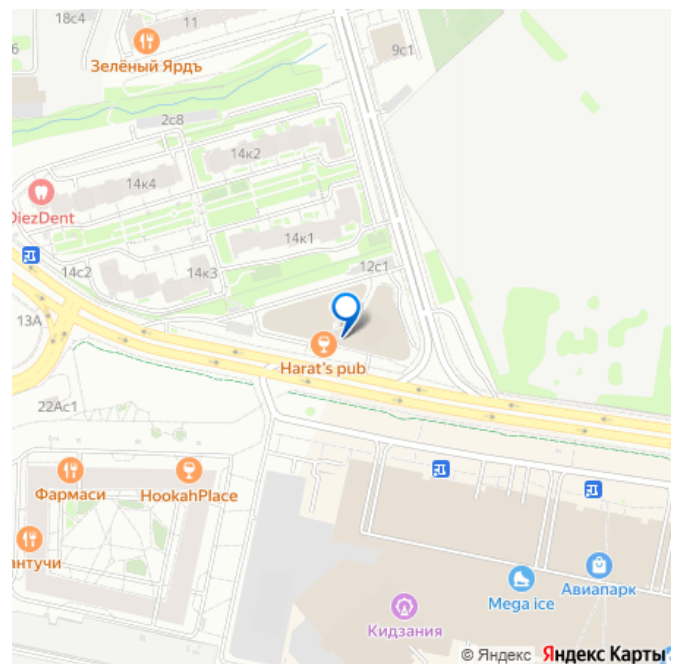 18с4
11
6
Зелёный Ярдъ
9с1
2с8
14к2
14к4
DiezDent
14к1
14с2
14к3
12с1
13А
Harat's pub
22Ас1
Фармаси
HookahPlace
антучи
Mega ice
Авиапарк
Кидзания
© Яндекс Яндекс Карты